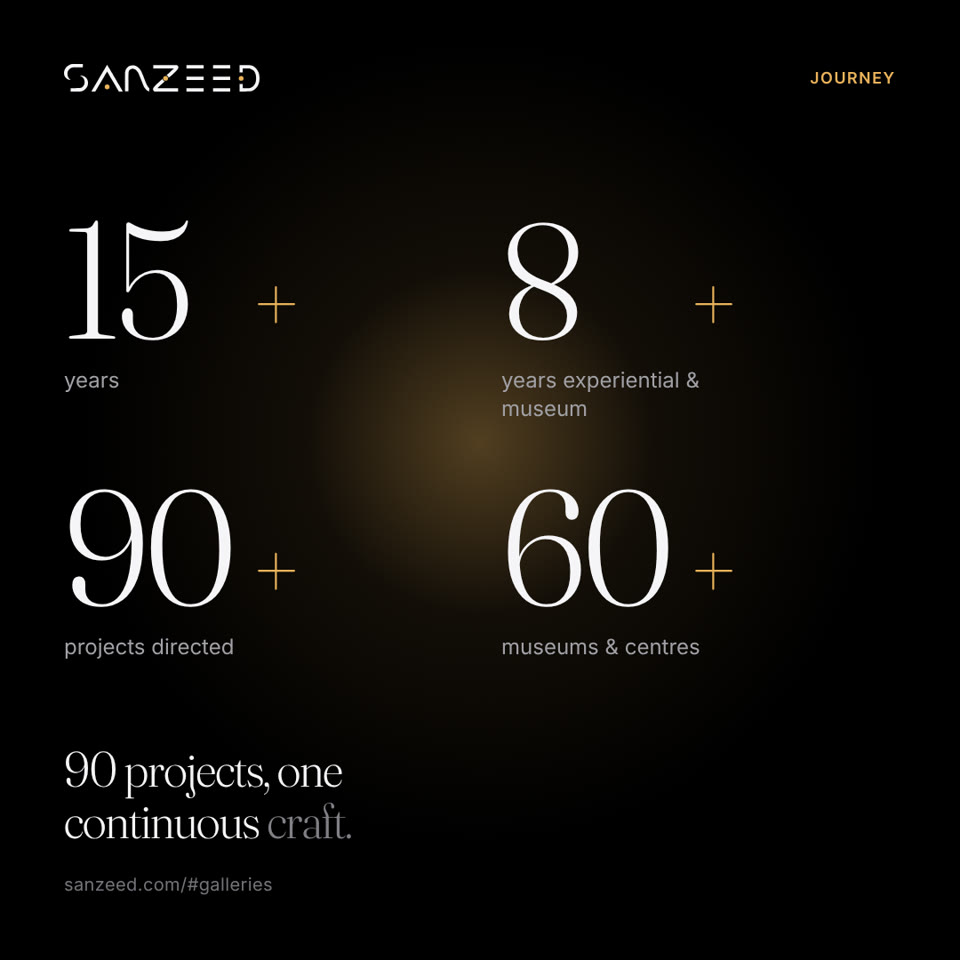 SANZEED
JOURNEY
15 +
8 +
years
years experiential &
museum
90 +
60 +
projects directed
museums & centres
90 projects, one
continuous craft.
sanzeed.com/#galleries